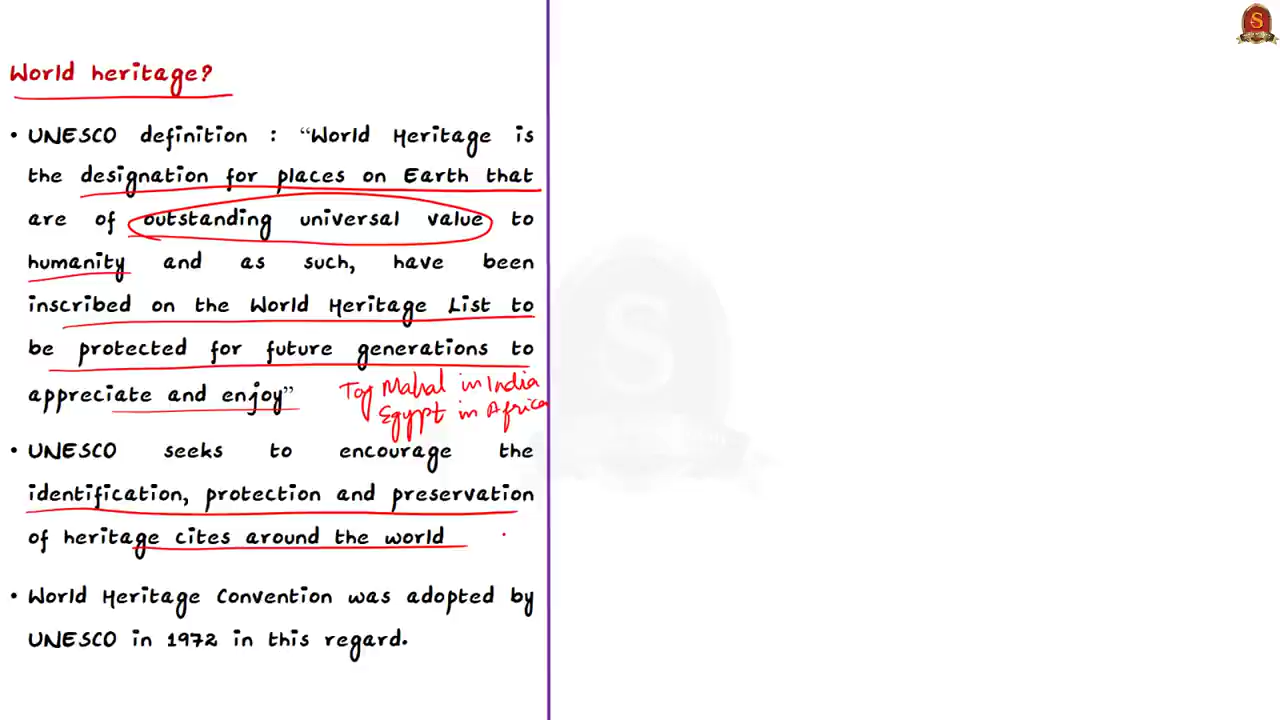 World heritage?
• UNESCO definition : “World Heritage is
the designation for places on Earth that
are of outstanding universal value to
humanity and as such, have been
inscribed on the World Heritage List to
be protected for future generations to
appreciate and enjoy”
Taj Mahal in India
Egypt in Africa
• UNESCO seeks to encourage the
identification, protection and preservation
of heritage cites around the world
• World Heritage Convention was adopted by
UNESCO in 1972 in this regard.
S
S